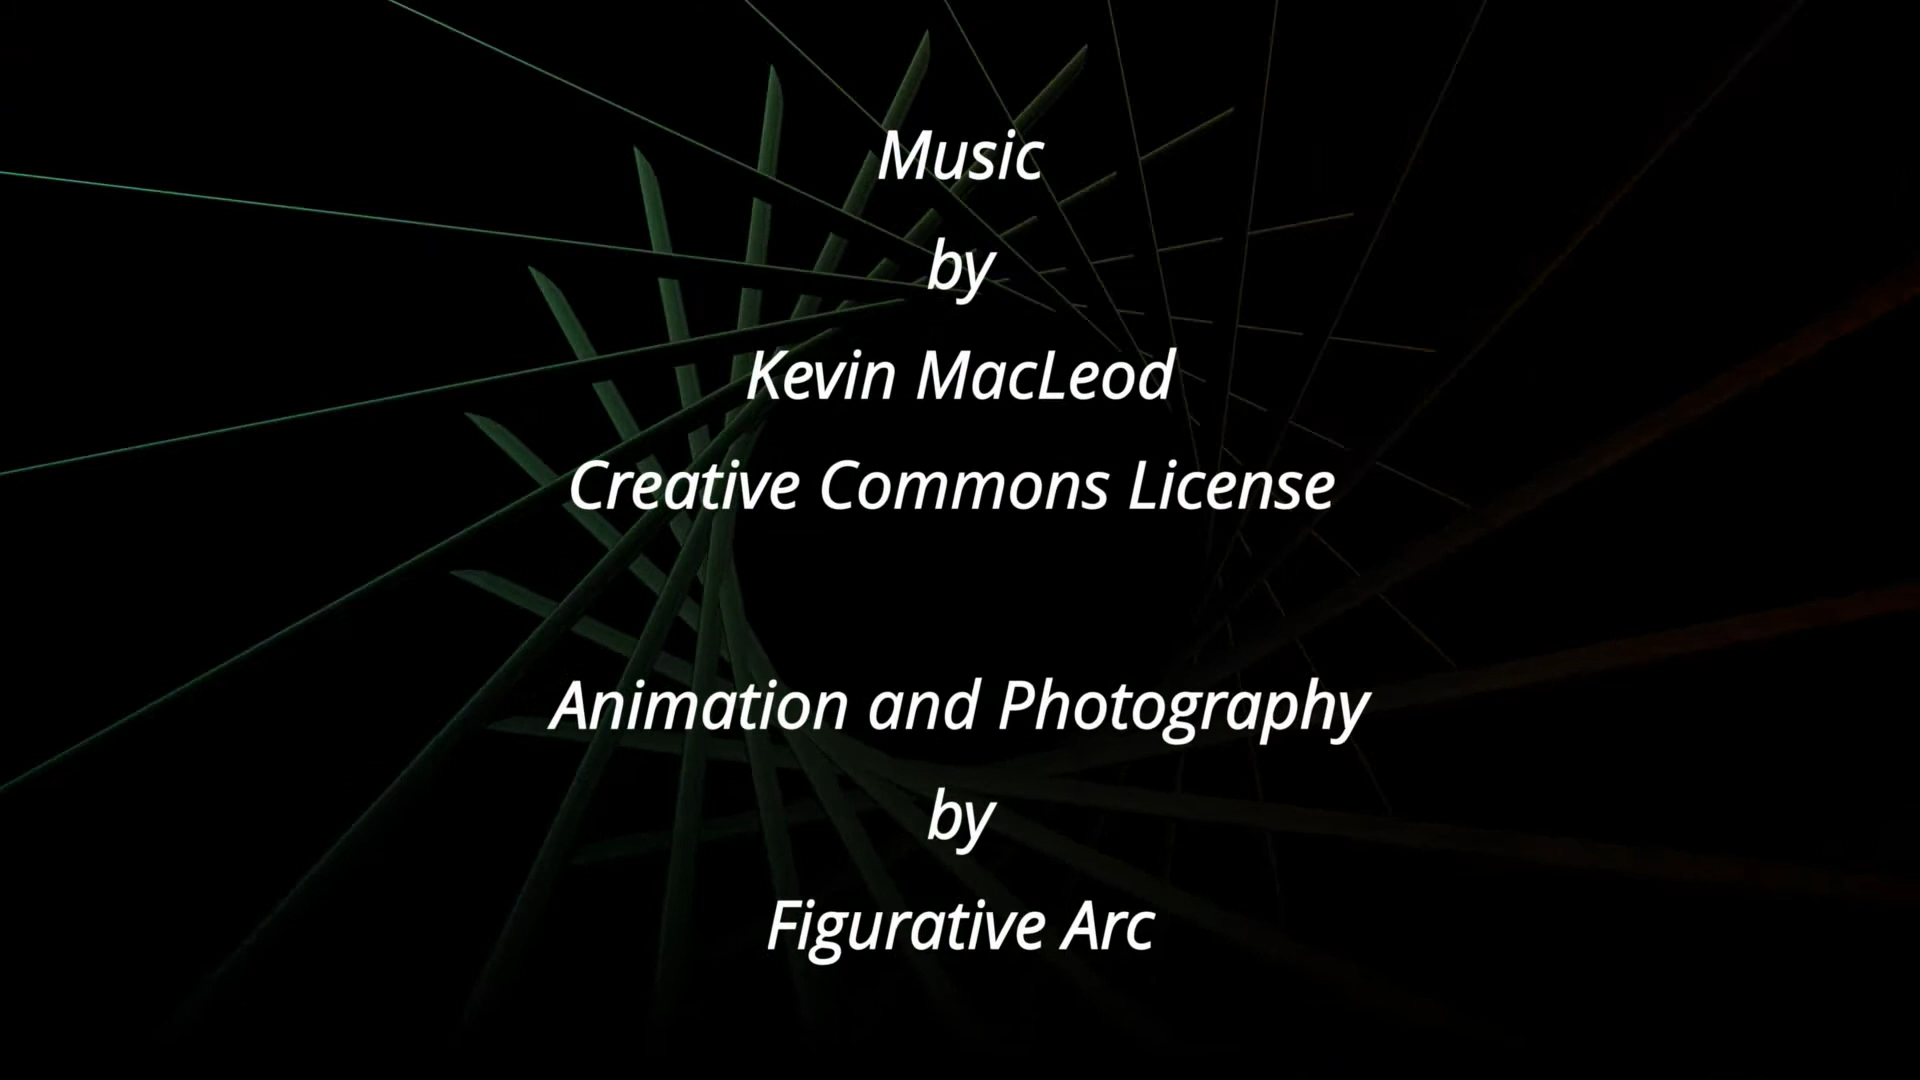 Music
by
Kevin MacLeod
Creative Commons License
Animation and Photography
by
Figurative Arc